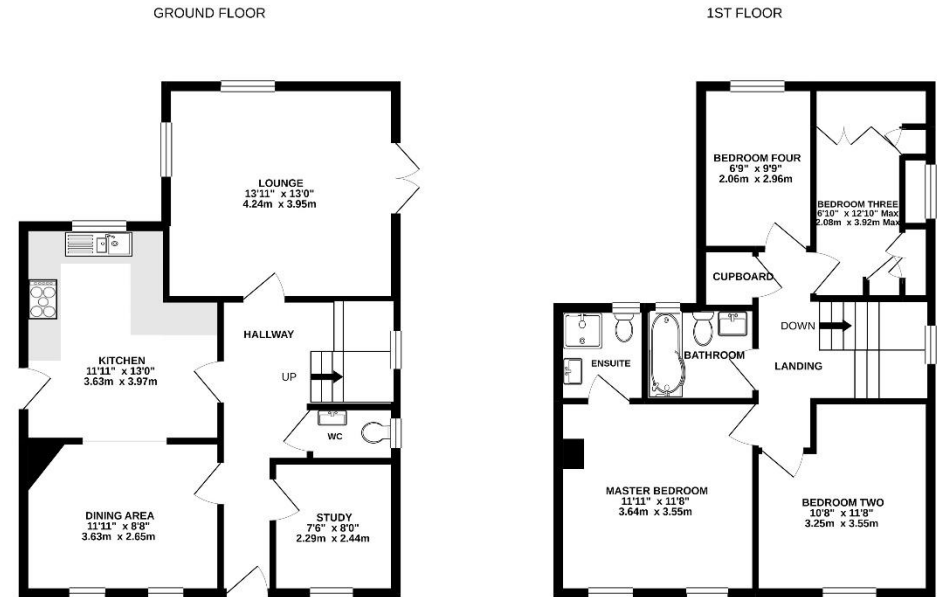 GROUND FLOOR
LOUNGE
13'11" x 13'0"
4.24m x 3.95m
HALLWAY
KITCHEN
11'11" x 13'0"
3.63m x 3.97m
UP
WC
DINING AREA
11'11" x 8'8"
3.63m x 2.65m
STUDY
7'6" x 8'0"
2.29m x 2.44m
1ST FLOOR
BEDROOM FOUR
6'9" x 9'9"
2.06m x 2.96m
BEDROOM THREE
6'10" x 12'10" Max
2.08m x 3.92m Max
CUPBOARD
DOWN
ENSUITE
BATHROOM
LANDING
MASTER BEDROOM
11'11" x 11'8"
3.64m x 3.55m
BEDROOM TWO
10'8" x 11'8"
3.25m x 3.55m